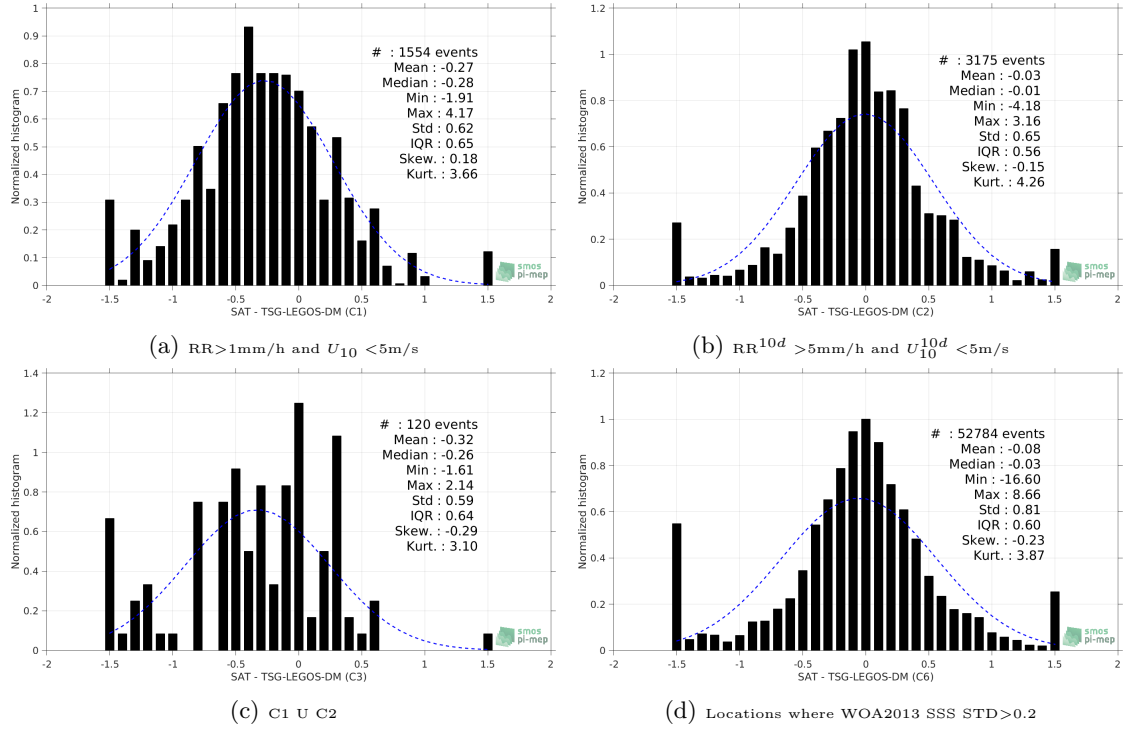 Normalized histogram
1
0.9
0.8
0.7
0.6
0.5
0.4
0.3
0.2
0.1
0
-2 -1.5 -1 -0.5 0 0.5 1 1.5 2
SAT - TSG-LEGOS-DM (C1)
# : 1554 events
Mean : -0.27
Median : -0.28
Min : -1.91
Max : 4.17
Std : 0.62
IQR : 0.65
Skew. : 0.18
Kurt. : 3.66
smos
pi-mep
(a) RR>1mm/h and U10 <5m/s
Normalized histogram
1.2
1
0.8
0.6
0.4
0.2
0
-2 -1.5 -1 -0.5 0 0.5 1 1.5 2
SAT - TSG-LEGOS-DM (C2)
# : 3175 events
Mean : -0.03
Median : -0.01
Min : -4.18
Max : 3.16
Std : 0.65
IQR : 0.56
Skew. : -0.15
Kurt. : 4.26
smos
pi-mep
(b) RR10d >5mm/h and U10d10 <5m/s
Normalized histogram
1.4
1.2
1
0.8
0.6
0.4
0.2
0
-2 -1.5 -1 -0.5 0 0.5 1 1.5 2
SAT - TSG-LEGOS-DM (C3)
# : 120 events
Mean : -0.32
Median : -0.26
Min : -1.61
Max : 2.14
Std : 0.59
IQR : 0.64
Skew. : -0.29
Kurt. : 3.10
smos
pi-mep
(c) C1 U C2
Normalized histogram
1.2
1
0.8
0.6
0.4
0.2
0
-2 -1.5 -1 -0.5 0 0.5 1 1.5 2
SAT - TSG-LEGOS-DM (C6)
# : 52784 events
Mean : -0.08
Median : -0.03
Min : -16.60
Max : 8.66
Std : 0.81
IQR : 0.60
Skew. : -0.23
Kurt. : 3.87
smos
pi-mep
(d) Locations where WOA2013 SSS STD>0.2